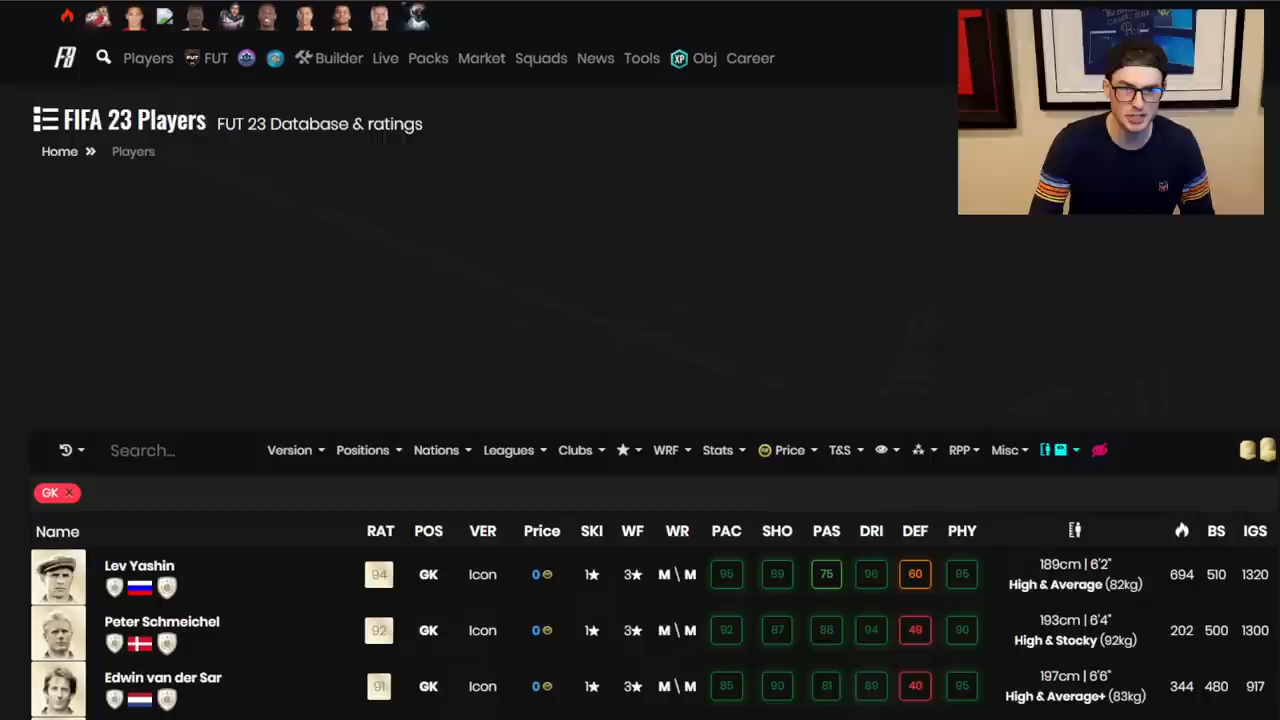 Players FUT Builder Live Packs Market Squads News Tools XP Obj Career
FIFA 23 Players FUT 23 Database & ratings
Home » Players
Search... Version Positions Nations Leagues Clubs ★ WRF Stats Price T&S RPP Misc
GK ×
Name RAT POS VER Price SKI WF WR PAC SHO PAS DRI DEF PHY BS IGS
Lev Yashin 94 GK Icon 0 1★ 3★ M \ M 95 89 75 96 60 95 189cm | 6'2" 694 510 1320
High & Average (82kg)
Peter Schmeichel 92 GK Icon 0 1★ 3★ M \ M 92 87 88 94 49 90 193cm | 6'4" 202 500 1300
High & Stocky (92kg)
Edwin van der Sar 91 GK Icon 0 1★ 3★ M \ M 85 90 81 89 40 95 197cm | 6'6" 344 480 917
High & Average+ (83kg)